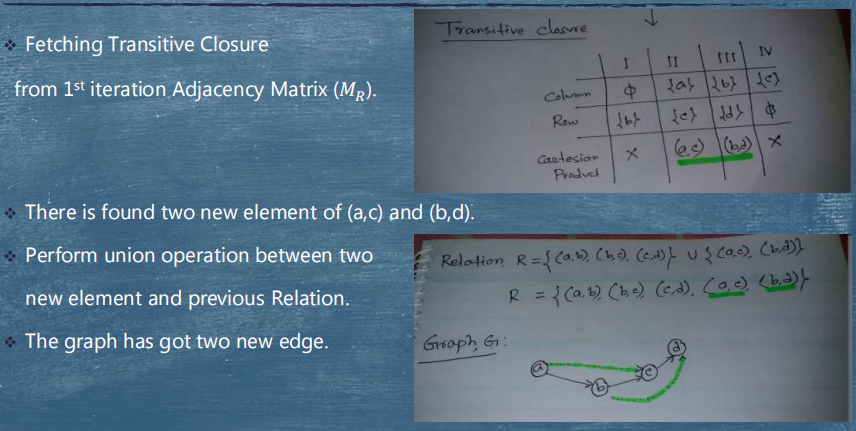 Fetching Transitive Closure
from 1st iteration Adjacency Matrix (M_R).
There is found two new element of (a,c) and (b,d).
Perform union operation between two
new element and previous Relation.
The graph has got two new edge.
Transitive closure
I II III IV
Column ϕ {a} {b} {c}
Row {b} {c} {d} ϕ
Cartesian Product × (a,c) (b,d) ×
Relation R = {(a,b), (b,c), (c,d)} ∪ {(a,c), (b,d)}
R = {(a,b), (b,c), (c,d), (a,c), (b,d)}
Graph, G:
a b c d